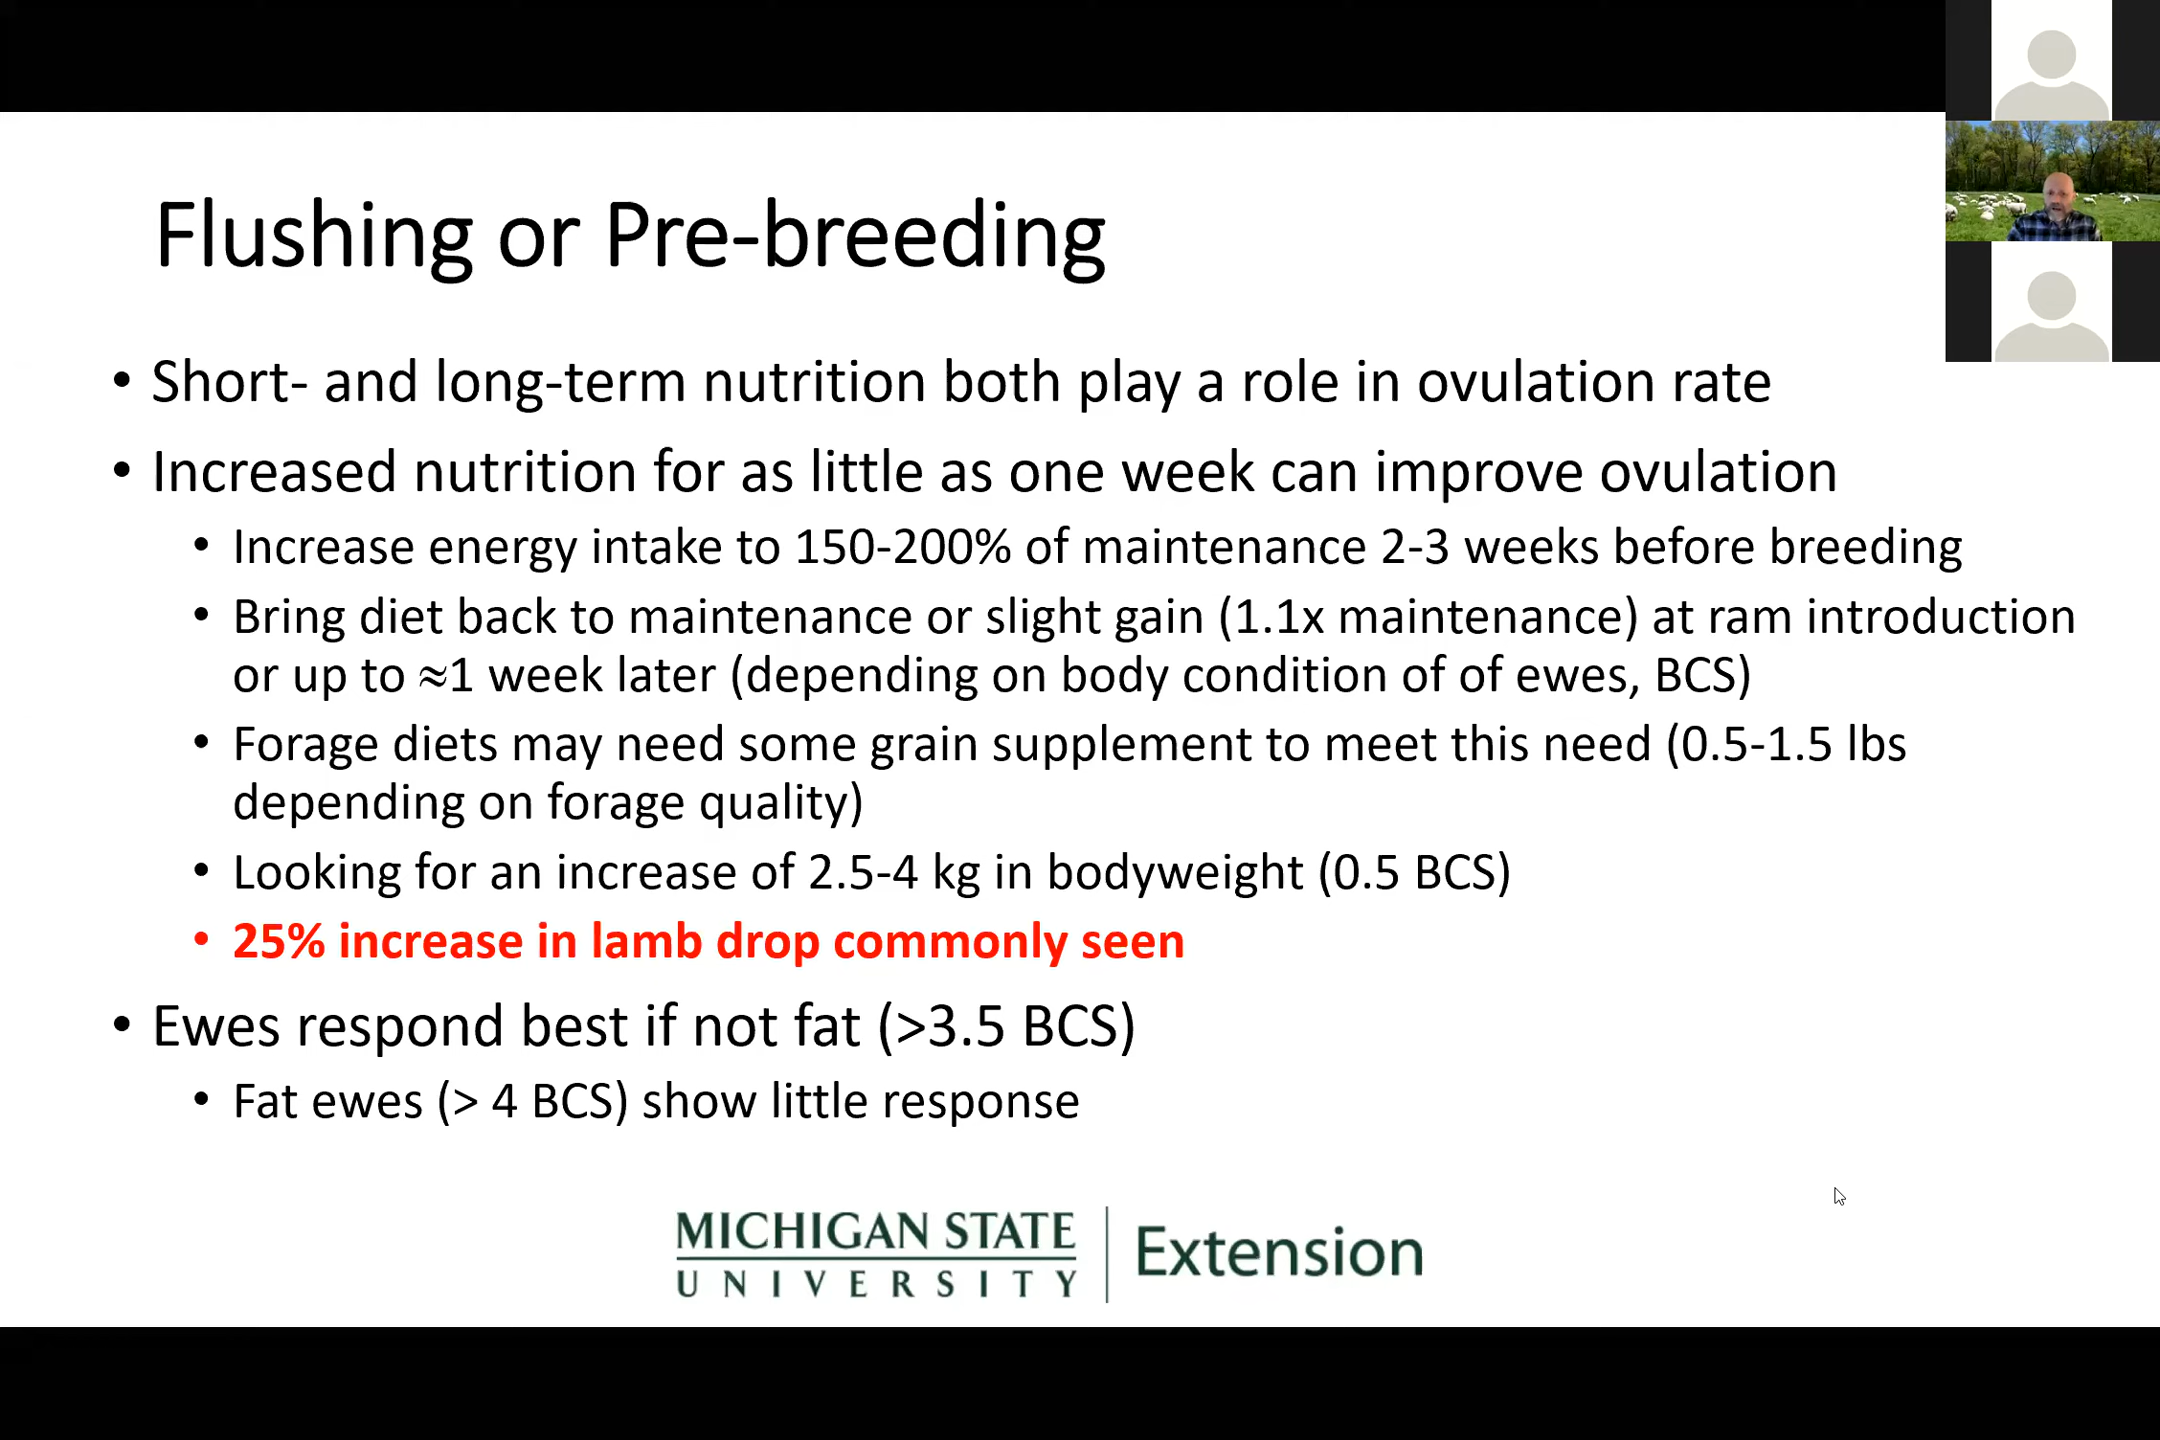 Flushing or Pre-breeding
• Short- and long-term nutrition both play a role in ovulation rate
• Increased nutrition for as little as one week can improve ovulation
• Increase energy intake to 150-200% of maintenance 2-3 weeks before breeding
• Bring diet back to maintenance or slight gain (1.1x maintenance) at ram introduction
or up to ≈1 week later (depending on body condition of of ewes, BCS)
• Forage diets may need some grain supplement to meet this need (0.5-1.5 lbs
depending on forage quality)
• Looking for an increase of 2.5-4 kg in bodyweight (0.5 BCS)
• 25% increase in lamb drop commonly seen
• Ewes respond best if not fat (>3.5 BCS)
• Fat ewes (> 4 BCS) show little response
MICHIGAN STATE
UNIVERSITY
Extension